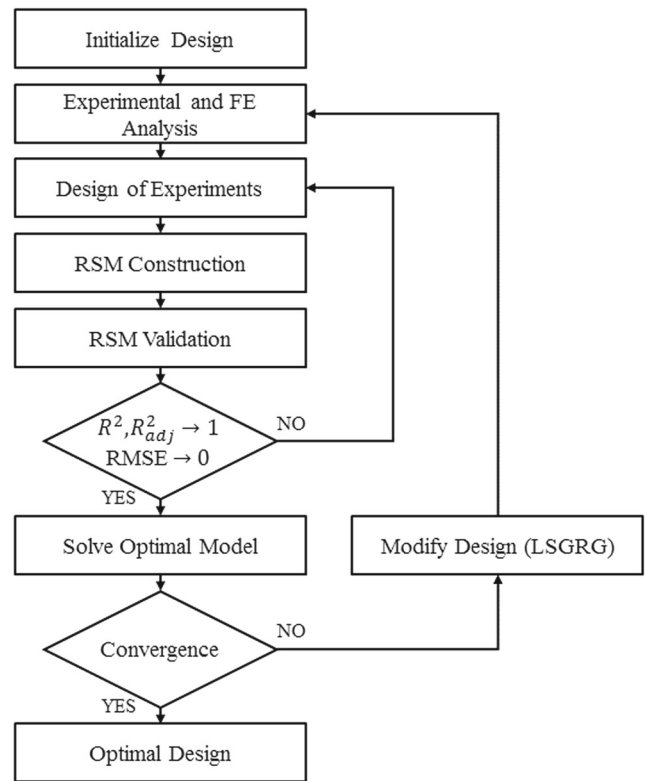 Initialize Design
Experimental and FE
Analysis
Design of Experiments
RSM Construction
RSM Validation
R²,R²adj → 1
RMSE → 0
NO
YES
Solve Optimal Model
Modify Design (LSGRG)
Convergence
NO
YES
Optimal Design